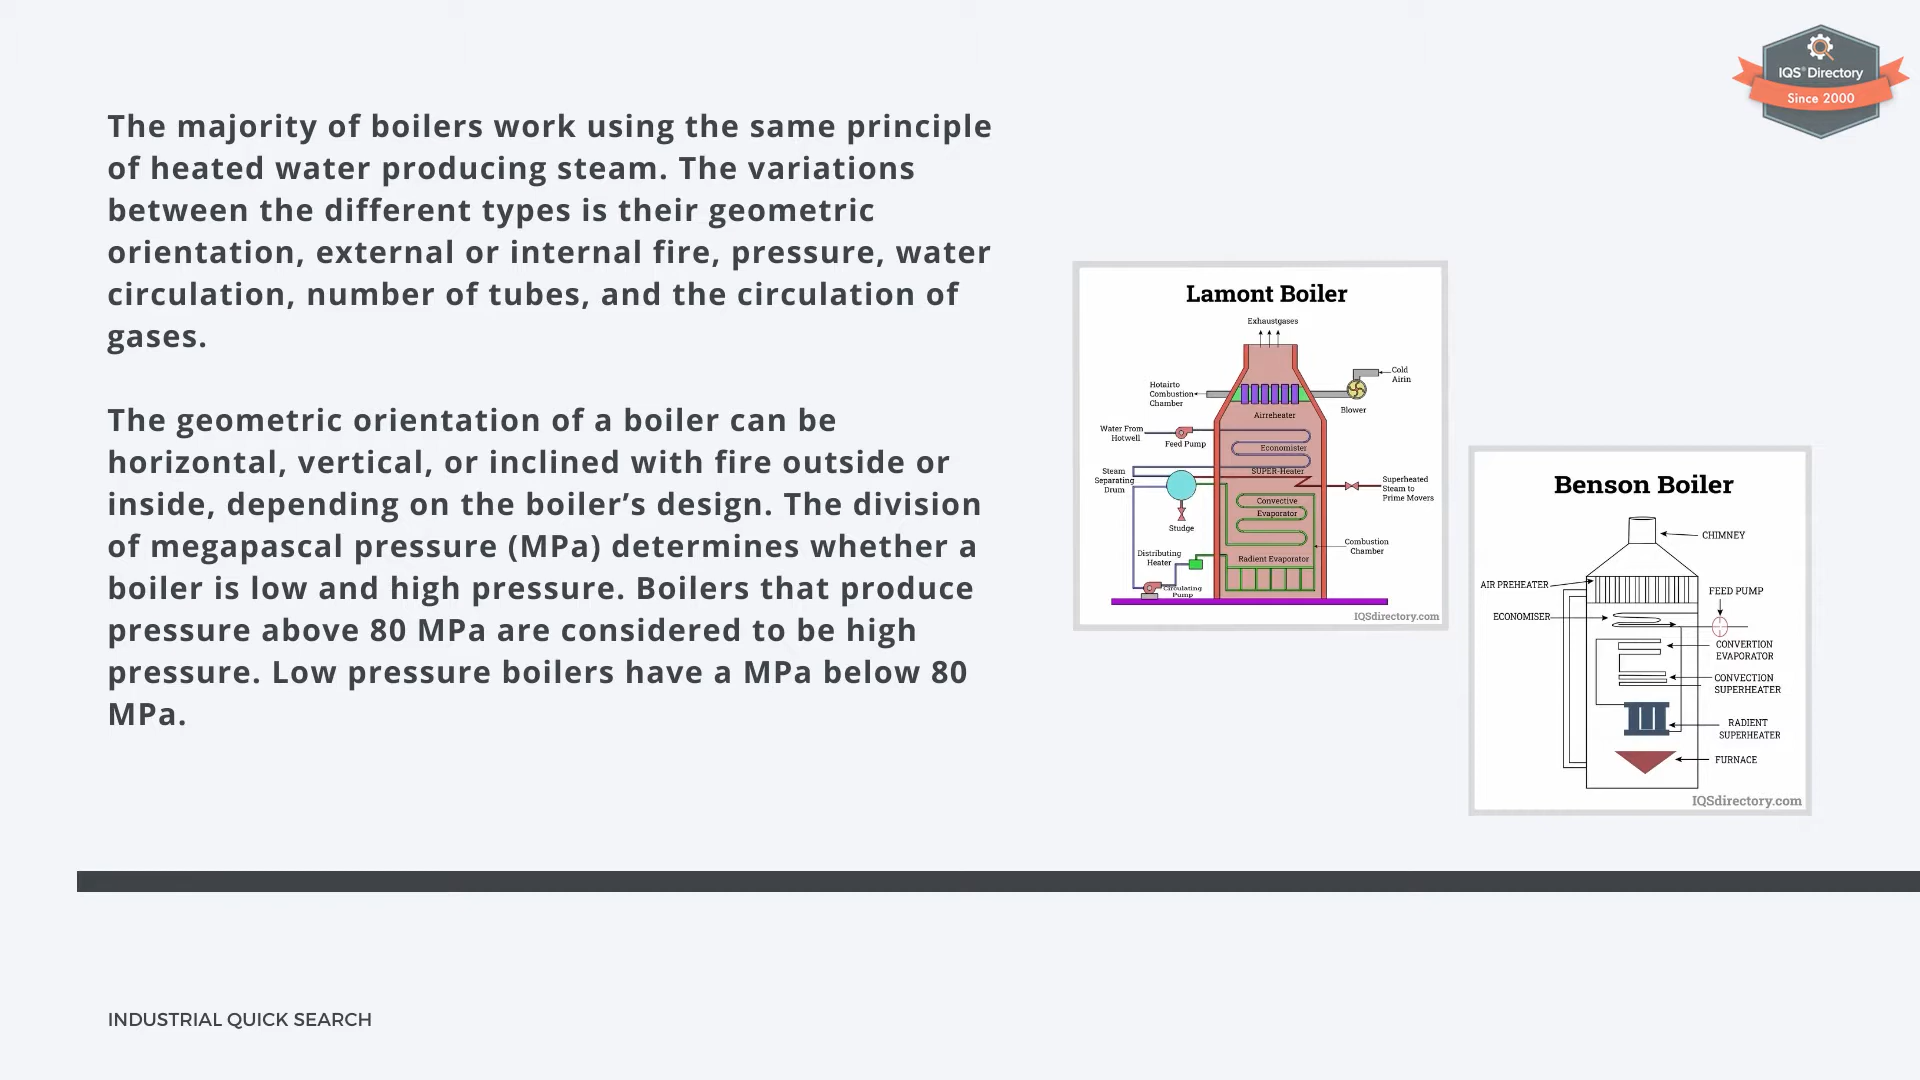 IQS® Directory
Since 2000
The majority of boilers work using the same principle
of heated water producing steam. The variations
between the different types is their geometric
orientation, external or internal fire, pressure, water
circulation, number of tubes, and the circulation of
gases.
The geometric orientation of a boiler can be
horizontal, vertical, or inclined with fire outside or
inside, depending on the boiler’s design. The division
of megapascal pressure (MPa) determines whether a
boiler is low and high pressure. Boilers that produce
pressure above 80 MPa are considered to be high
pressure. Low pressure boilers have a MPa below 80
MPa.
Lamont Boiler
Exhaustgases
Cold
Airin
Hotairto
Combustion
Chamber
Blower
Airreheater
Water From
Hotwell
Feed Pump
Economister
Steam
Separating
Drum
SUPER-Heater
Superheated
Steam to
Prime Movers
Convective
Evaporator
Studge
Combustion
Chamber
Distributing
Heater
Radient Evaporator
Circulating
Pump
IQSdirectory.com
Benson Boiler
CHIMNEY
AIR PREHEATER
FEED PUMP
ECONOMISER
CONVERTION
EVAPORATOR
CONVECTION
SUPERHEATER
RADIENT
SUPERHEATER
FURNACE
IQSdirectory.com
INDUSTRIAL QUICK SEARCH